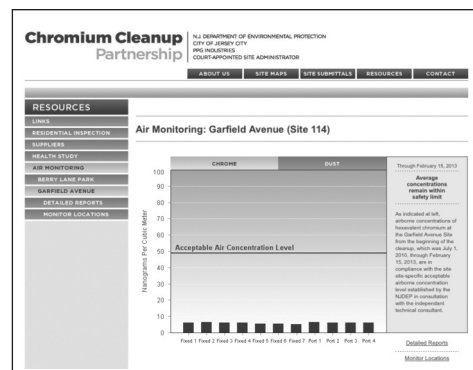 Chromium Cleanup
Partnership
NJ DEPARTMENT OF ENVIRONMENTAL PROTECTION
CITY OF JERSEY CITY
PPG INDUSTRIES
COURT-APPOINTED SITE ADMINISTRATOR
ABOUT US SITE MAPS SITE SUBMITTALS RESOURCES CONTACT
RESOURCES
LINKS
RESIDENTIAL INSPECTION
SUPPLIERS
HEALTH STUDY
AIR MONITORING
BERRY LANE PARK
GARFIELD AVENUE
DETAILED REPORTS
MONITOR LOCATIONS
Air Monitoring: Garfield Avenue (Site 114)
CHROME DUST
Nanograms Per Cubic Meter
100
90
80
70
60
50
40
30
20
10
0
Acceptable Air Concentration Level
Fixed 1 Fixed 2 Fixed 3 Fixed 4 Fixed 5 Fixed 6 Fixed 7 Port 1 Port 2 Port 3 Port 4
Through February 15, 2013
Average
concentrations
remain within
safety limit
As indicated at left,
airborne concentrations of
hexavalent chromium at
the Garfield Avenue Site
from the beginning of the
cleanup, which was July 1,
2010, through February
15, 2013, are in
compliance with the site
site-specific acceptable
airborne concentration
level established by the
NJDEP in consultation
with the independent
technical consultant.
Detailed Reports
Monitor Locations